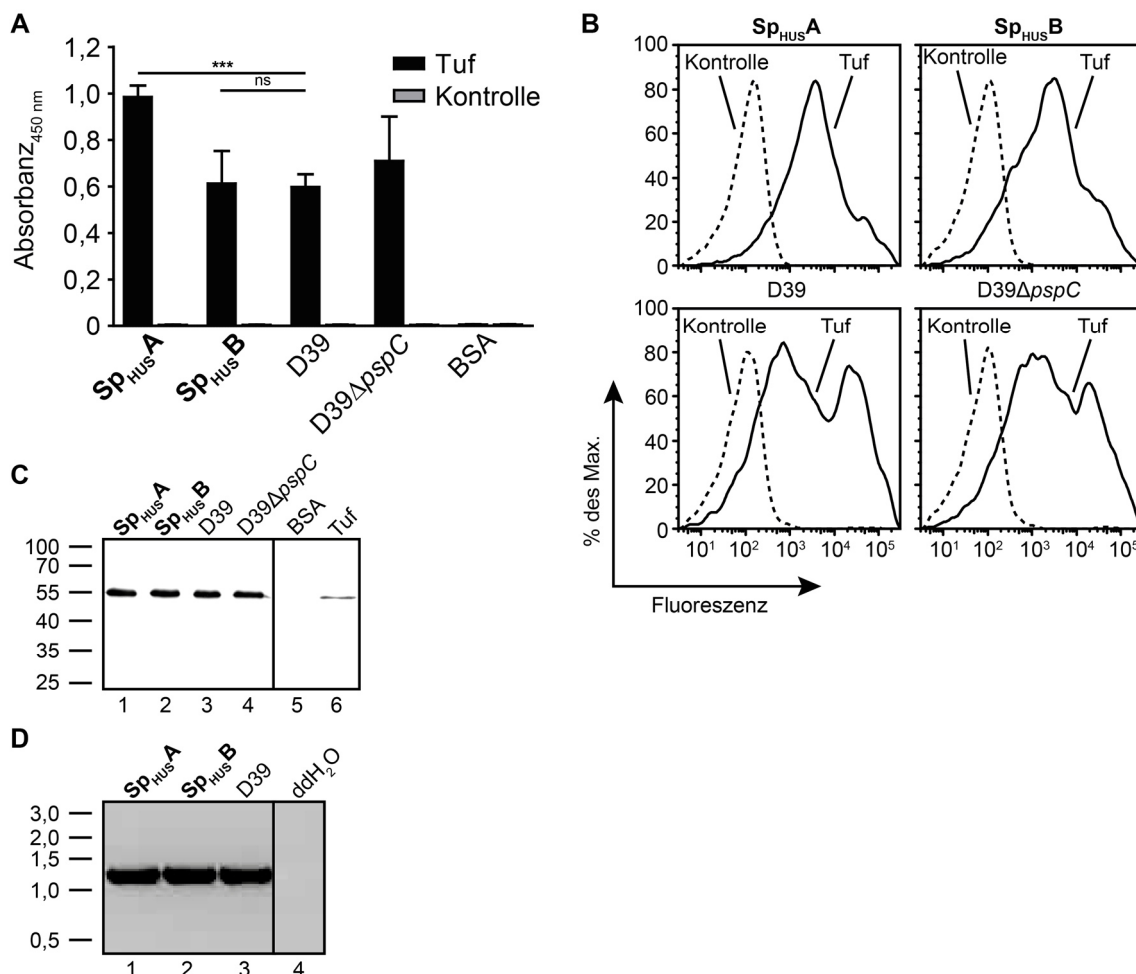 A
Absorbanz450 nm
1,2
1,0
0,8
0,6
0,4
0,2
0
***
ns
Tuf
Kontrolle
SpHUSA
SpHUSB
D39
D39ΔpspC
BSA
B
SpHUSA
SpHUSB
100
80
60
40
20
0
Kontrolle
Tuf
Kontrolle
Tuf
D39
D39ΔpspC
100
80
60
40
20
0
Kontrolle
Tuf
Kontrolle
Tuf
10¹ 10² 10³ 10⁴ 10⁵
10¹ 10² 10³ 10⁴ 10⁵
% des Max.
Fluoreszenz
C
SpHUSA
SpHUSB
D39
D39ΔpspC
BSA
Tuf
100
70
55
40
35
25
1 2 3 4 5 6
D
SpHUSA
SpHUSB
D39
ddH₂O
3,0
2,0
1,5
1,0
0,5
1 2 3 4